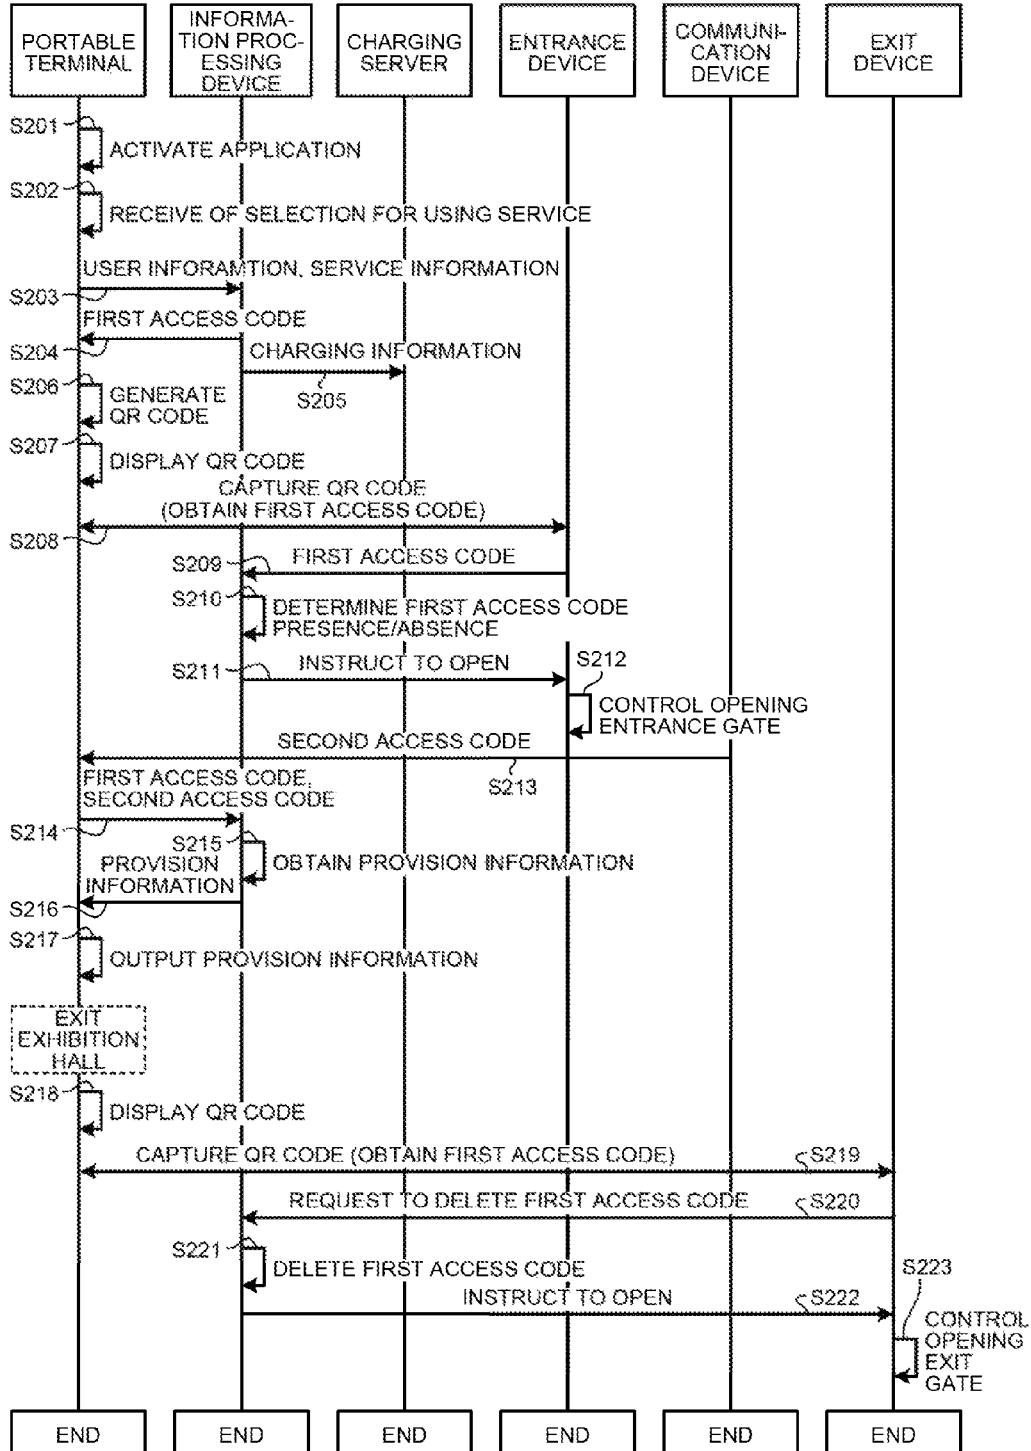 PORTABLE
TERMINAL
INFORMA-
TION PROC-
ESSING
DEVICE
CHARGING
SERVER
ENTRANCE
DEVICE
COMMUNI-
CATION
DEVICE
EXIT
DEVICE
S201
ACTIVATE APPLICATION
S202
RECEIVE OF SELECTION FOR USING SERVICE
USER INFORAMTION, SERVICE INFORMATION
S203
FIRST ACCESS CODE
S204
CHARGING INFORMATION
S205
S206
GENERATE
QR CODE
S207
DISPLAY QR CODE
CAPTURE QR CODE
(OBTAIN FIRST ACCESS CODE)
S208
S209
FIRST ACCESS CODE
S210
DETERMINE FIRST ACCESS CODE
PRESENCE/ABSENCE
S211
INSTRUCT TO OPEN
S212
CONTROL OPENING
ENTRANCE GATE
SECOND ACCESS CODE
S213
FIRST ACCESS CODE,
SECOND ACCESS CODE
S214
S215
OBTAIN PROVISION INFORMATION
PROVISION
INFORMATION
S216
S217
OUTPUT PROVISION INFORMATION
EXIT
EXHIBITION
HALL
S218
DISPLAY QR CODE
CAPTURE QR CODE (OBTAIN FIRST ACCESS CODE)
S219
REQUEST TO DELETE FIRST ACCESS CODE
S220
S221
DELETE FIRST ACCESS CODE
INSTRUCT TO OPEN
S222
S223
CONTROL
OPENING
EXIT
GATE
END
END
END
END
END
END